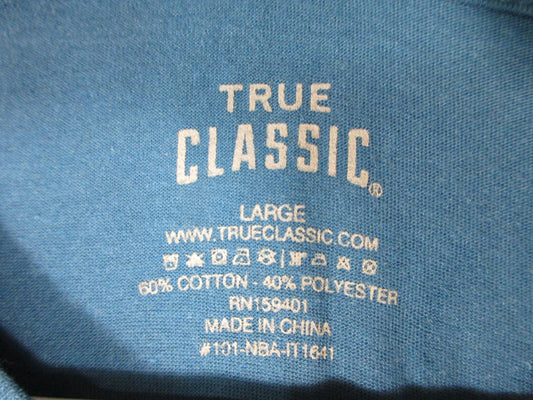 TRUE
CLASSIC®
LARGE
WWW.TRUECLASSIC.COM
60% COTTON - 40% POLYESTER
RN159401
MADE IN CHINA
#101-NBA-IT1641